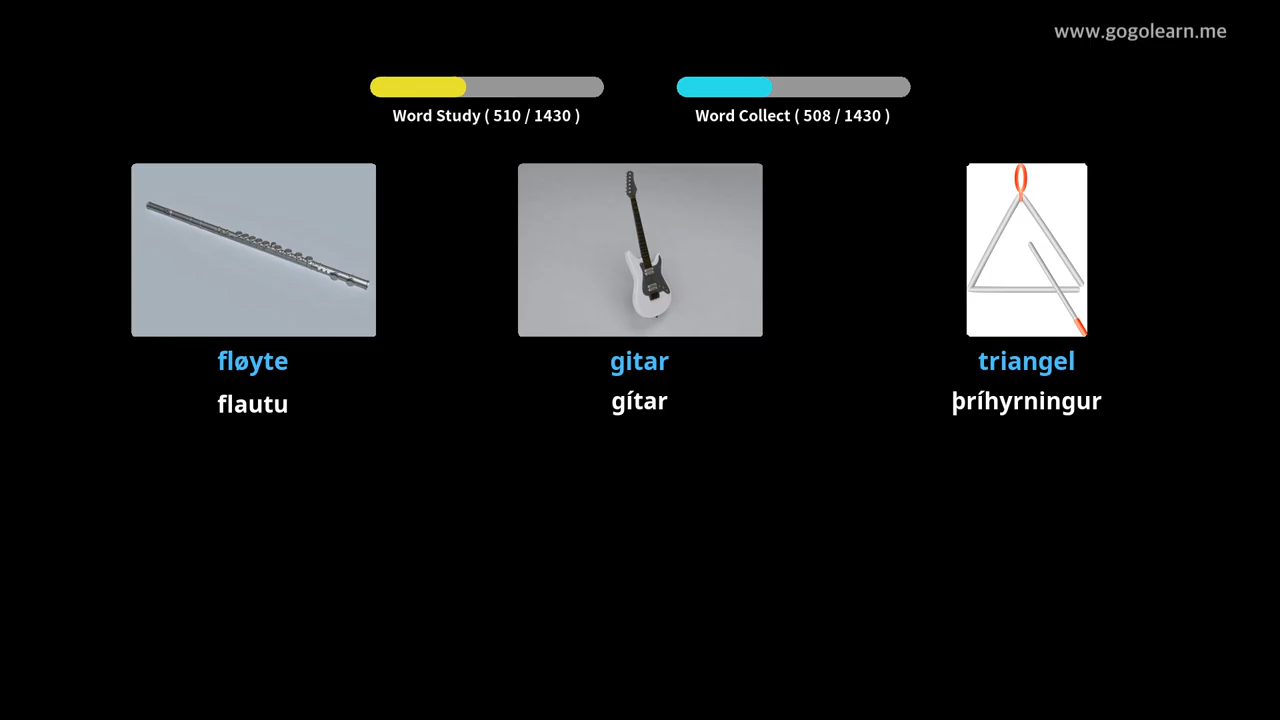 www.gogolearn.me
Word Study ( 510 / 1430 )
Word Collect ( 508 / 1430 )
fløyte
flautu
gitar
gítar
triangel
þríhyrningur